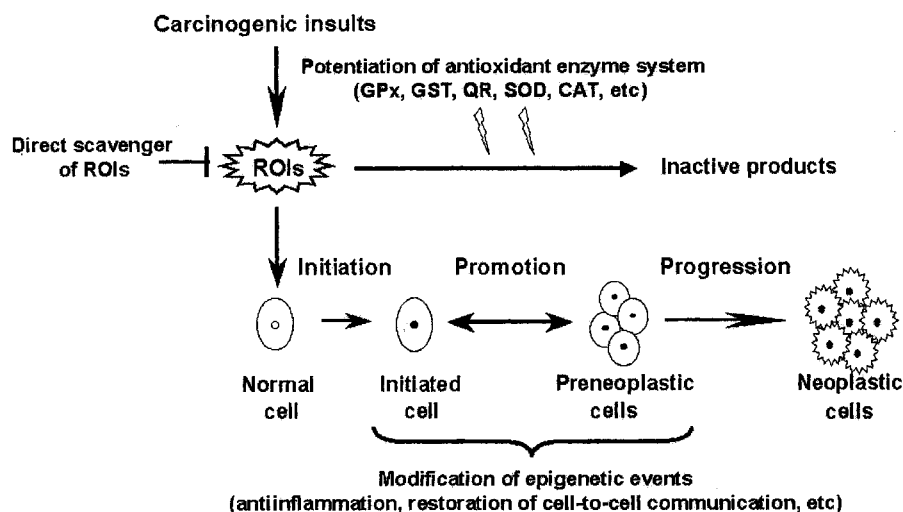 Carcinogenic insults
Potentiation of antioxidant enzyme system
(GPx, GST, QR, SOD, CAT, etc)
Direct scavenger
of ROIs
ROIs
Inactive products
Initiation
Promotion
Progression
Normal
cell
Initiated
cell
Preneoplastic
cells
Neoplastic
cells
Modification of epigenetic events
(antiinflammation, restoration of cell-to-cell communication, etc)